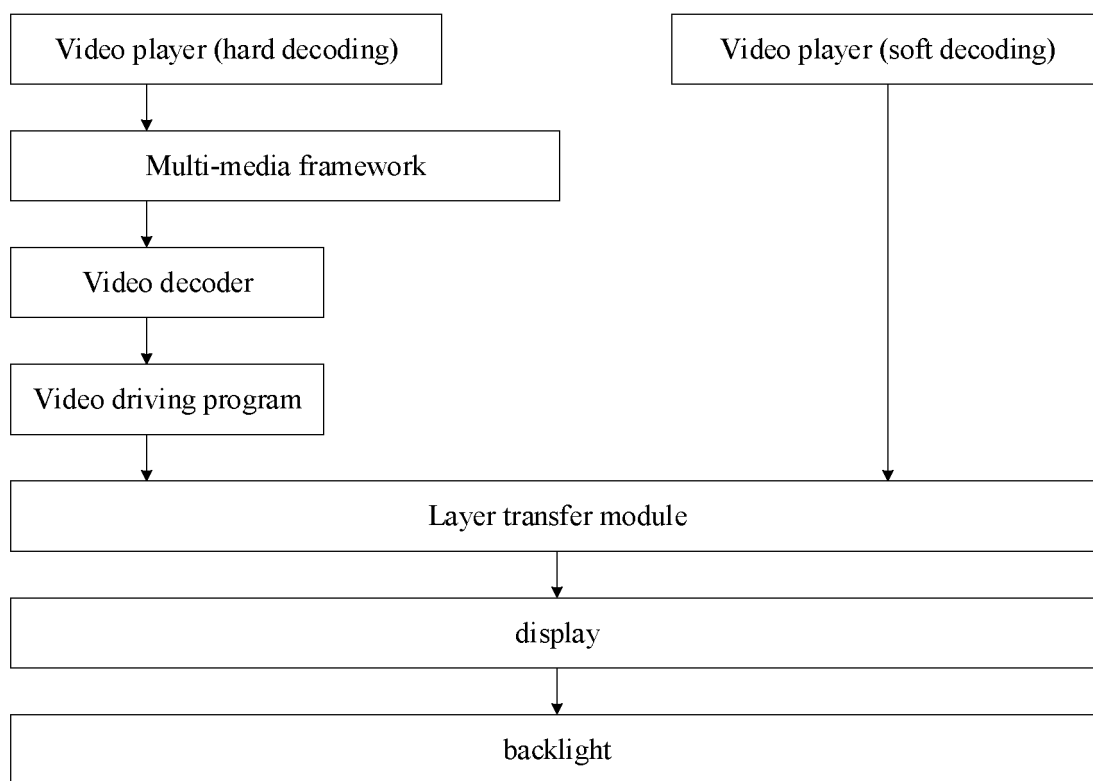 Video player (hard decoding)
Video player (soft decoding)
Multi-media framework
Video decoder
Video driving program
Layer transfer module
display
backlight